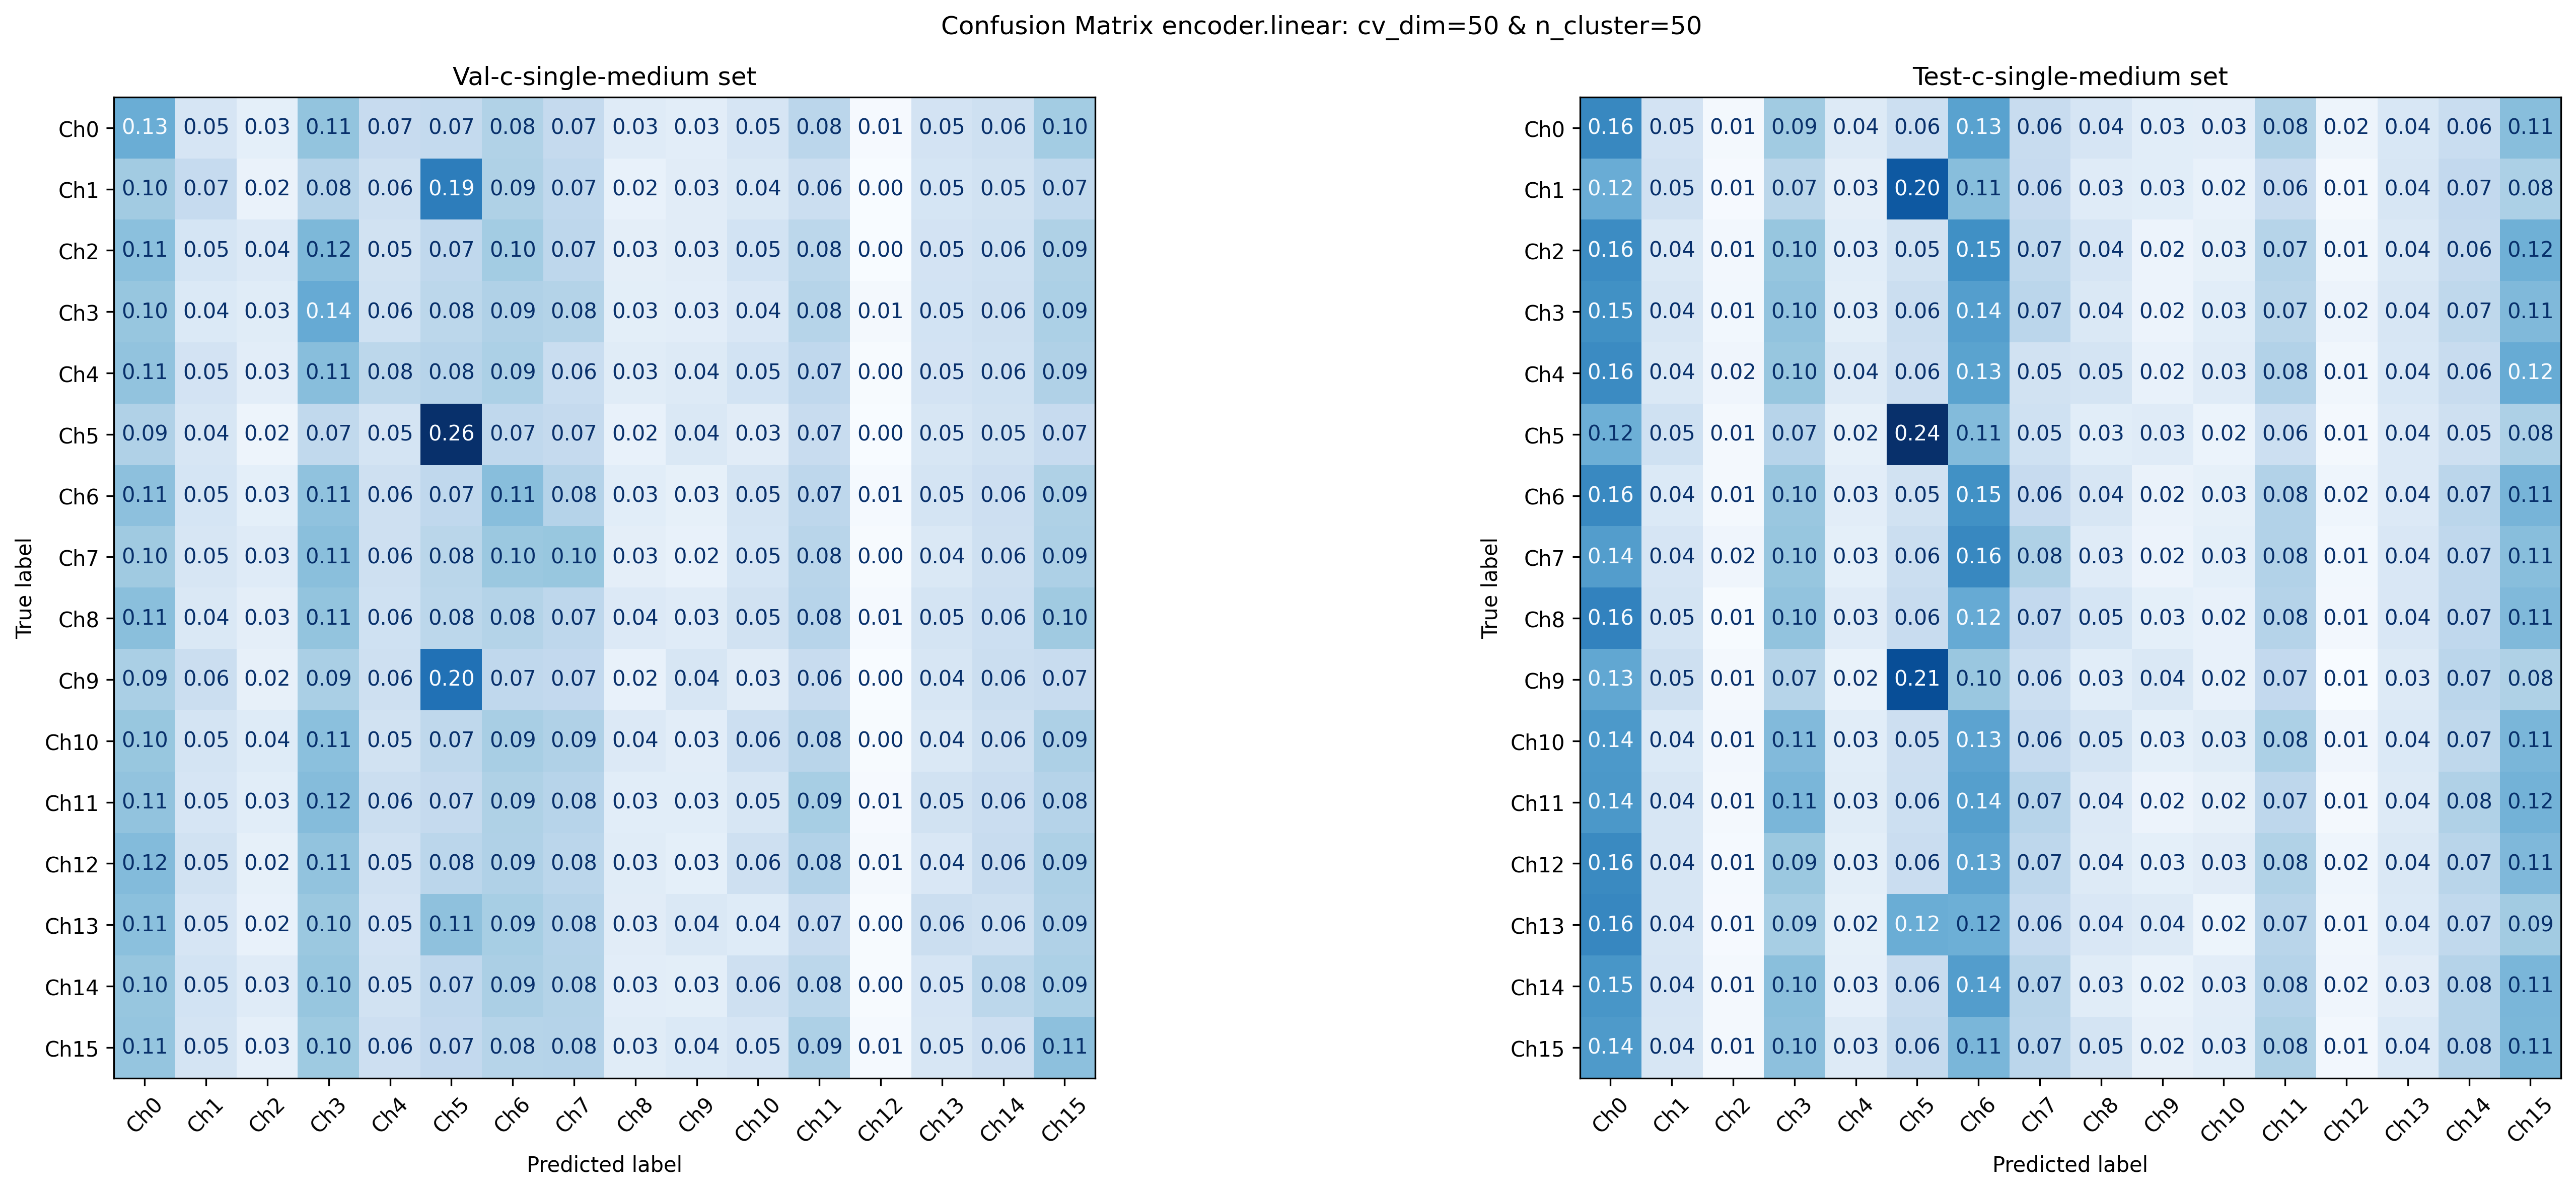 Confusion Matrix encoder.linear: cv_dim=50 & n_cluster=50
Val-c-single-medium set
True label
Ch0 0.13 0.05 0.03 0.11 0.07 0.07 0.08 0.07 0.03 0.03 0.05 0.08 0.01 0.05 0.06 0.10
Ch1 0.10 0.07 0.02 0.08 0.06 0.19 0.09 0.07 0.02 0.03 0.04 0.06 0.00 0.05 0.05 0.07
Ch2 0.11 0.05 0.04 0.12 0.05 0.07 0.10 0.07 0.03 0.03 0.05 0.08 0.00 0.05 0.06 0.09
Ch3 0.10 0.04 0.03 0.14 0.06 0.08 0.09 0.08 0.03 0.03 0.04 0.08 0.01 0.05 0.06 0.09
Ch4 0.11 0.05 0.03 0.11 0.08 0.08 0.09 0.06 0.03 0.04 0.05 0.07 0.00 0.05 0.06 0.09
Ch5 0.09 0.04 0.02 0.07 0.05 0.26 0.07 0.07 0.02 0.04 0.03 0.07 0.00 0.05 0.05 0.07
Ch6 0.11 0.05 0.03 0.11 0.06 0.07 0.11 0.08 0.03 0.03 0.05 0.07 0.01 0.05 0.06 0.09
Ch7 0.10 0.05 0.03 0.11 0.06 0.08 0.10 0.10 0.03 0.02 0.05 0.08 0.00 0.04 0.06 0.09
Ch8 0.11 0.04 0.03 0.11 0.06 0.08 0.08 0.07 0.04 0.03 0.05 0.08 0.01 0.05 0.06 0.10
Ch9 0.09 0.06 0.02 0.09 0.06 0.20 0.07 0.07 0.02 0.04 0.03 0.06 0.00 0.04 0.06 0.07
Ch10 0.10 0.05 0.04 0.11 0.05 0.07 0.09 0.09 0.04 0.03 0.06 0.08 0.00 0.04 0.06 0.09
Ch11 0.11 0.05 0.03 0.12 0.06 0.07 0.09 0.08 0.03 0.03 0.05 0.09 0.01 0.05 0.06 0.08
Ch12 0.12 0.05 0.02 0.11 0.05 0.08 0.09 0.08 0.03 0.03 0.06 0.08 0.01 0.04 0.06 0.09
Ch13 0.11 0.05 0.02 0.10 0.05 0.11 0.09 0.08 0.03 0.04 0.04 0.07 0.00 0.06 0.06 0.09
Ch14 0.10 0.05 0.03 0.10 0.05 0.07 0.09 0.08 0.03 0.03 0.06 0.08 0.00 0.05 0.08 0.09
Ch15 0.11 0.05 0.03 0.10 0.06 0.07 0.08 0.08 0.03 0.04 0.05 0.09 0.01 0.05 0.06 0.11
Ch0 Ch1 Ch2 Ch3 Ch4 Ch5 Ch6 Ch7 Ch8 Ch9 Ch10 Ch11 Ch12 Ch13 Ch14 Ch15
Predicted label
Test-c-single-medium set
True label
Ch0 0.16 0.05 0.01 0.09 0.04 0.06 0.13 0.06 0.04 0.03 0.03 0.08 0.02 0.04 0.06 0.11
Ch1 0.12 0.05 0.01 0.07 0.03 0.20 0.11 0.06 0.03 0.03 0.02 0.06 0.01 0.04 0.07 0.08
Ch2 0.16 0.04 0.01 0.10 0.03 0.05 0.15 0.07 0.04 0.02 0.03 0.07 0.01 0.04 0.06 0.12
Ch3 0.15 0.04 0.01 0.10 0.03 0.06 0.14 0.07 0.04 0.02 0.03 0.07 0.02 0.04 0.07 0.11
Ch4 0.16 0.04 0.02 0.10 0.04 0.06 0.13 0.05 0.05 0.02 0.03 0.08 0.01 0.04 0.06 0.12
Ch5 0.12 0.05 0.01 0.07 0.02 0.24 0.11 0.05 0.03 0.03 0.02 0.06 0.01 0.04 0.05 0.08
Ch6 0.16 0.04 0.01 0.10 0.03 0.05 0.15 0.06 0.04 0.02 0.03 0.08 0.02 0.04 0.07 0.11
Ch7 0.14 0.04 0.02 0.10 0.03 0.06 0.16 0.08 0.03 0.02 0.03 0.08 0.01 0.04 0.07 0.11
Ch8 0.16 0.05 0.01 0.10 0.03 0.06 0.12 0.07 0.05 0.03 0.02 0.08 0.01 0.04 0.07 0.11
Ch9 0.13 0.05 0.01 0.07 0.02 0.21 0.10 0.06 0.03 0.04 0.02 0.07 0.01 0.03 0.07 0.08
Ch10 0.14 0.04 0.01 0.11 0.03 0.05 0.13 0.06 0.05 0.03 0.03 0.08 0.01 0.04 0.07 0.11
Ch11 0.14 0.04 0.01 0.11 0.03 0.06 0.14 0.07 0.04 0.02 0.02 0.07 0.01 0.04 0.08 0.12
Ch12 0.16 0.04 0.01 0.09 0.03 0.06 0.13 0.07 0.04 0.03 0.03 0.08 0.02 0.04 0.07 0.11
Ch13 0.16 0.04 0.01 0.09 0.02 0.12 0.12 0.06 0.04 0.04 0.02 0.07 0.01 0.04 0.07 0.09
Ch14 0.15 0.04 0.01 0.10 0.03 0.06 0.14 0.07 0.03 0.02 0.03 0.08 0.02 0.03 0.08 0.11
Ch15 0.14 0.04 0.01 0.10 0.03 0.06 0.11 0.07 0.05 0.02 0.03 0.08 0.01 0.04 0.08 0.11
Ch0 Ch1 Ch2 Ch3 Ch4 Ch5 Ch6 Ch7 Ch8 Ch9 Ch10 Ch11 Ch12 Ch13 Ch14 Ch15
Predicted label